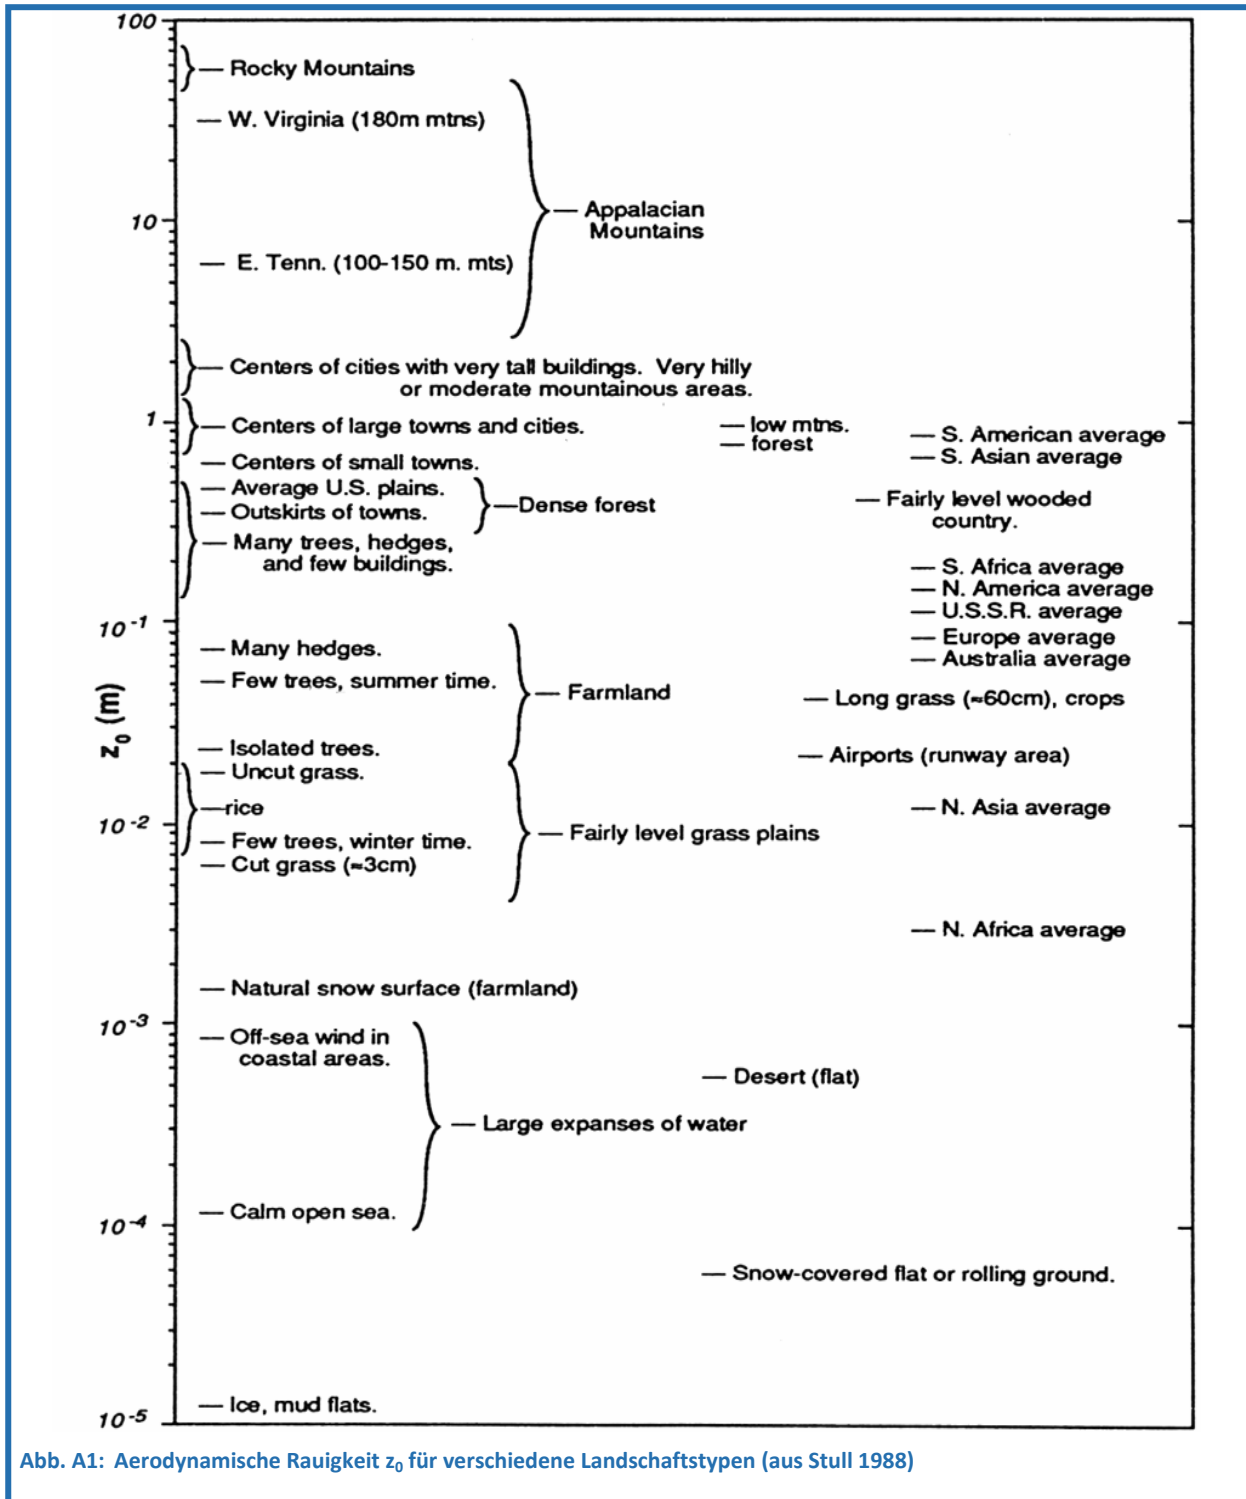 100
Rocky Mountains
W. Virginia (180m mtns)
Appalacian
Mountains
10
E. Tenn. (100-150 m. mts)
Centers of cities with very tall buildings. Very hilly
or moderate mountainous areas.
1
Centers of large towns and cities.
low mtns.
forest
S. American average
S. Asian average
Centers of small towns.
Average U.S. plains.
Outskirts of towns.
Dense forest
Fairly level wooded
country.
Many trees, hedges,
and few buildings.
S. Africa average
N. America average
U.S.S.R. average
10⁻¹
Europe average
Australia average
Many hedges.
Few trees, summer time.
Farmland
Long grass (≈60cm), crops
z₀ (m)
Isolated trees.
Airports (runway area)
Uncut grass.
rice
N. Asia average
10⁻²
Few trees, winter time.
Fairly level grass plains
Cut grass (≈3cm)
N. Africa average
Natural snow surface (farmland)
10⁻³
Off-sea wind in
coastal areas.
Desert (flat)
Large expanses of water
Calm open sea.
10⁻⁴
Snow-covered flat or rolling ground.
Ice, mud flats.
10⁻⁵
Abb. A1: Aerodynamische Rauigkeit z₀ für verschiedene Landschaftstypen (aus Stull 1988)